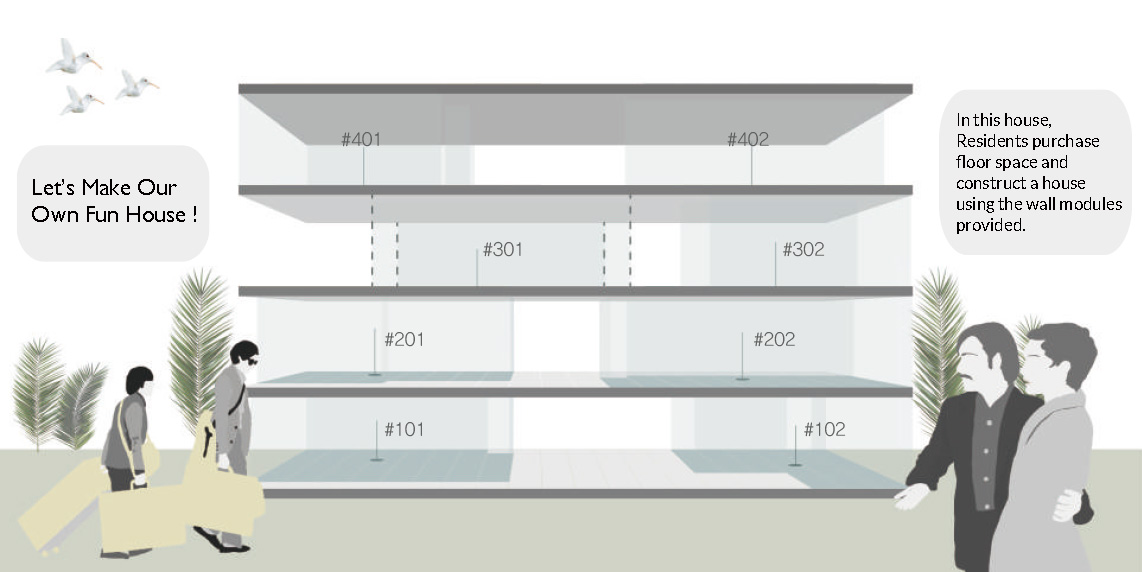 Let's Make Our
Own Fun House !
In this house,
Residents purchase
floor space and
construct a house
using the wall modules
provided.
#401
#402
#301
#302
#201
#202
#101
#102